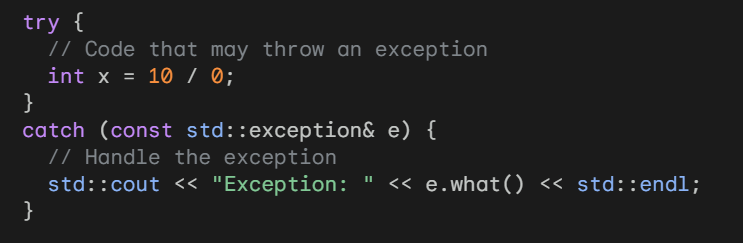 try {
  // Code that may throw an exception
  int x = 10 / 0;
}
catch (const std::exception& e) {
  // Handle the exception
  std::cout << "Exception: " << e.what() << std::endl;
}